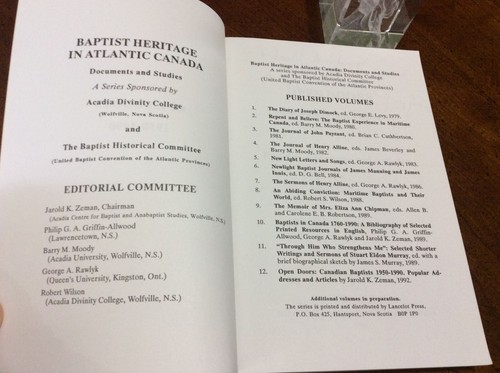 BAPTIST HERITAGE
IN ATLANTIC CANADA
Documents and Studies
A Series Sponsored by
Acadia Divinity College
(Wolfville, Nova Scotia)
and
The Baptist Historical Committee
(United Baptist Convention of the Atlantic Provinces)
EDITORIAL COMMITTEE
Jarold K. Zeman, Chairman
(Acadia Centre for Baptist and Anabaptist Studies, Wolfville, N.S.)
Philip G. A. Griffin-Allwood
(Lawrencetown, N.S.)
Barry M. Moody
(Acadia University, Wolfville, N.S.)
George A. Rawlyk
(Queen's University, Kingston, Ont.)
Robert Wilson
(Acadia Divinity College, Wolfville, N.S.)
Baptist Heritage in Atlantic Canada: Documents and Studies
A series sponsored by Acadia Divinity College
and The Baptist Historical Committee
(United Baptist Convention of the Atlantic Provinces)
PUBLISHED VOLUMES
1. The Diary of Joseph Dimock, ed. George E. Levy, 1979.
2. Repent and Believe: The Baptist Experience in Maritime
Canada, ed. Barry M. Moody, 1980.
3. The Journal of John Payzant, ed. Brian C. Cuthbertson,
1981.
4. The Journal of Henry Alline, eds. James Beverley and
Barry M. Moody, 1982.
5. New Light Letters and Songs, ed. George A. Rawlyk, 1983.
6. Newlight Baptist Journals of James Manning and James
Innis, ed. D. G. Bell, 1984.
7. The Sermons of Henry Alline, ed. George A. Rawlyk, 1986.
8. An Abiding Conviction: Maritime Baptists and Their
World, ed. Robert S. Wilson, 1988.
9. The Memoir of Mrs. Eliza Ann Chipman, eds. Allen B.
and Carolene E. B. Robertson, 1989.
10. Baptists in Canada 1760-1990: A Bibliography of Selected
Printed Resources in English, Philip G. A. Griffin-
Allwood, George A. Rawlyk and Jarold K. Zeman, 1989.
11. "Through Him Who Strengthens Me": Selected Shorter
Writings and Sermons of Stuart Eldon Murray, ed. with a
brief biographical sketch by James S. Murray, 1989.
12. Open Doors: Canadian Baptists 1950-1990. Popular Ad-
dresses and Articles by Jarold K. Zeman, 1992.
Additional volumes in preparation.
The series is printed and distributed by Lancelot Press,
P.O. Box 425, Hantsport, Nova Scotia B0P 1P0